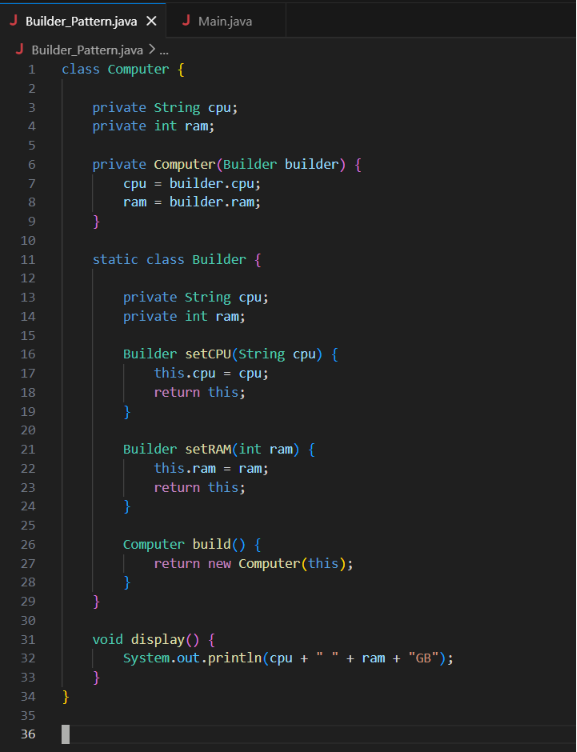 J Builder_Pattern.java × J Main.java
J Builder_Pattern.java > ...
1 class Computer {
2
3     private String cpu;
4     private int ram;
5
6     private Computer(Builder builder) {
7         cpu = builder.cpu;
8         ram = builder.ram;
9     }
10
11     static class Builder {
12
13         private String cpu;
14         private int ram;
15
16         Builder setCPU(String cpu) {
17             this.cpu = cpu;
18             return this;
19         }
20
21         Builder setRAM(int ram) {
22             this.ram = ram;
23             return this;
24         }
25
26         Computer build() {
27             return new Computer(this);
28         }
29     }
30
31     void display() {
32         System.out.println(cpu + " " + ram + "GB");
33     }
34 }
35
36